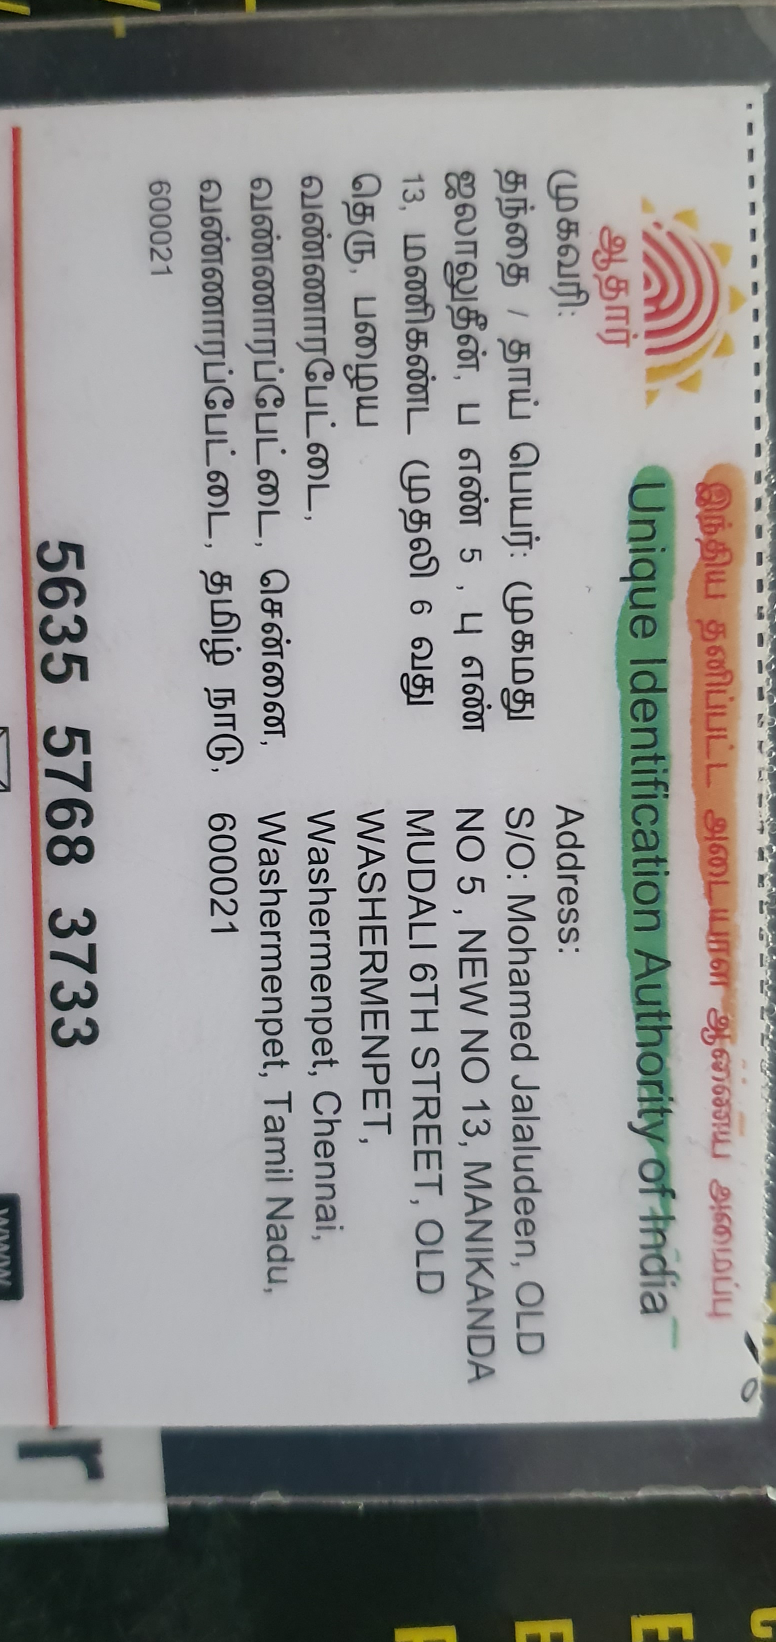 இந்திய தனிப்பட்ட அடையாள ஆணைய அமைப்பு
Unique Identification Authority of India
ஆதார்
முகவரி:
தந்தை / தாய் பெயர்: முகமது
ஜலாலுதீன், ப எண் 5 , பு எண்
13, மணிகண்ட முதலி 6 வது
தெரு, பழைய
வண்ணாரபேட்டை,
வண்ணாரப்பேட்டை, சென்னை,
வண்ணாரப்பேட்டை, தமிழ் நாடு,
600021
Address:
S/O: Mohamed Jalaludeen, OLD
NO 5 , NEW NO 13, MANIKANDA
MUDALI 6TH STREET, OLD
WASHERMENPET,
Washermenpet, Chennai,
Washermenpet, Tamil Nadu,
600021
5635 5768 3733
www
r
E